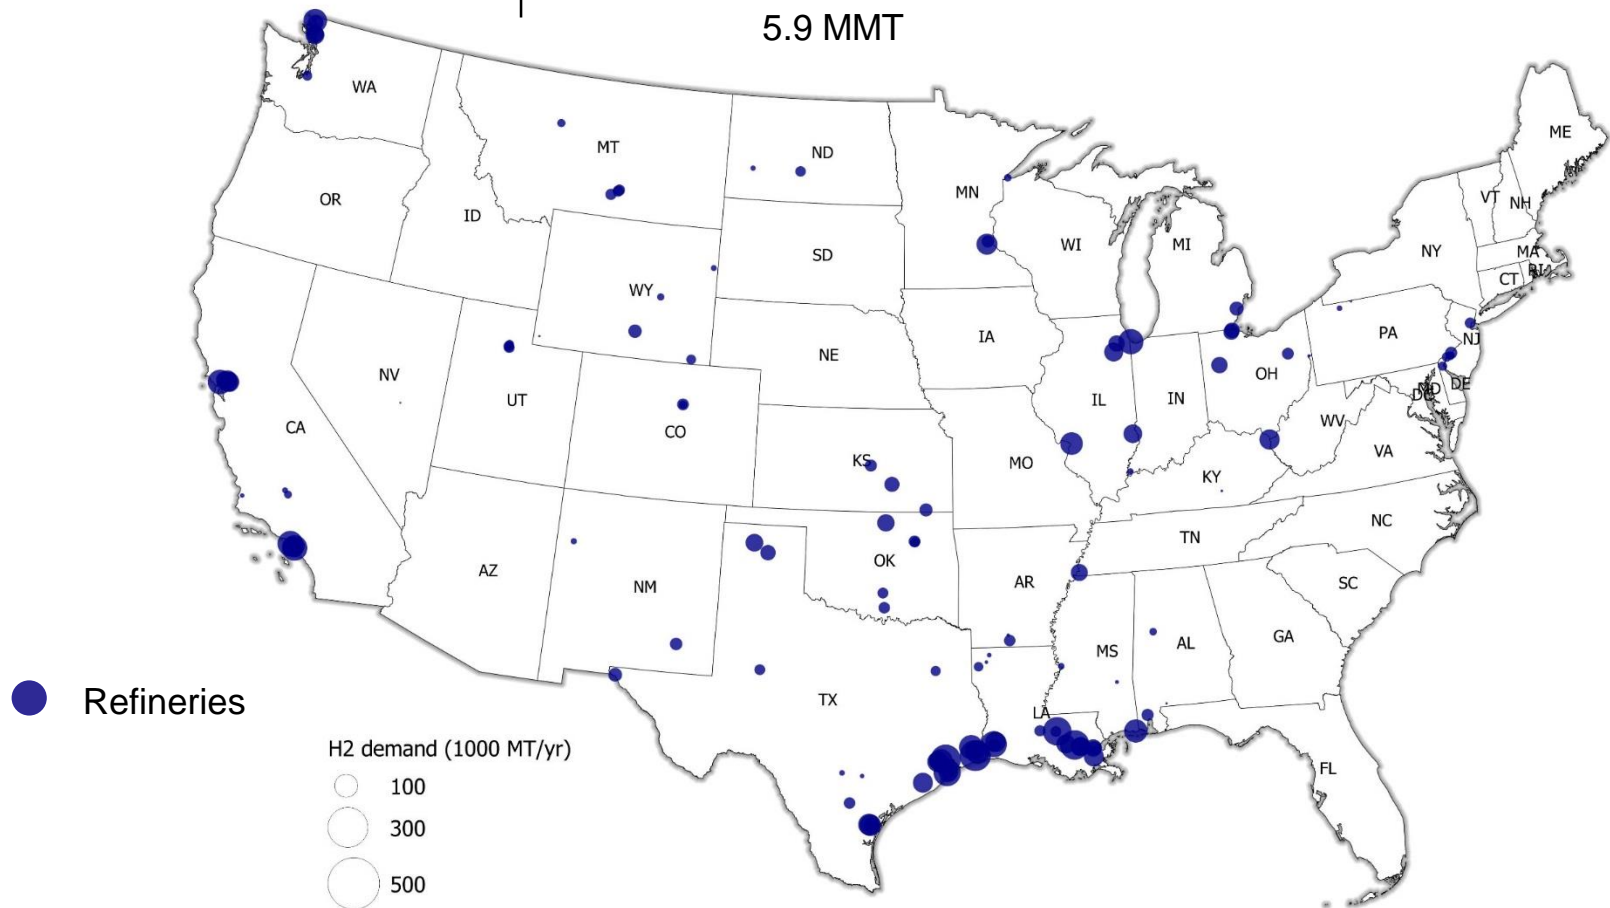 5.9 MMT
WA
ME
MT
ND
MN
VT
NH
OR
ID
WI
MI
NY
MA
SD
CT
RI
WY
IA
PA
NJ
NE
NV
UT
OH
DE
MD
DC
IL
IN
CA
CO
WV
KS
MO
KY
VA
NC
TN
AZ
NM
OK
AR
SC
MS
AL
GA
TX
LA
FL
Refineries
H2 demand (1000 MT/yr)
100
300
500